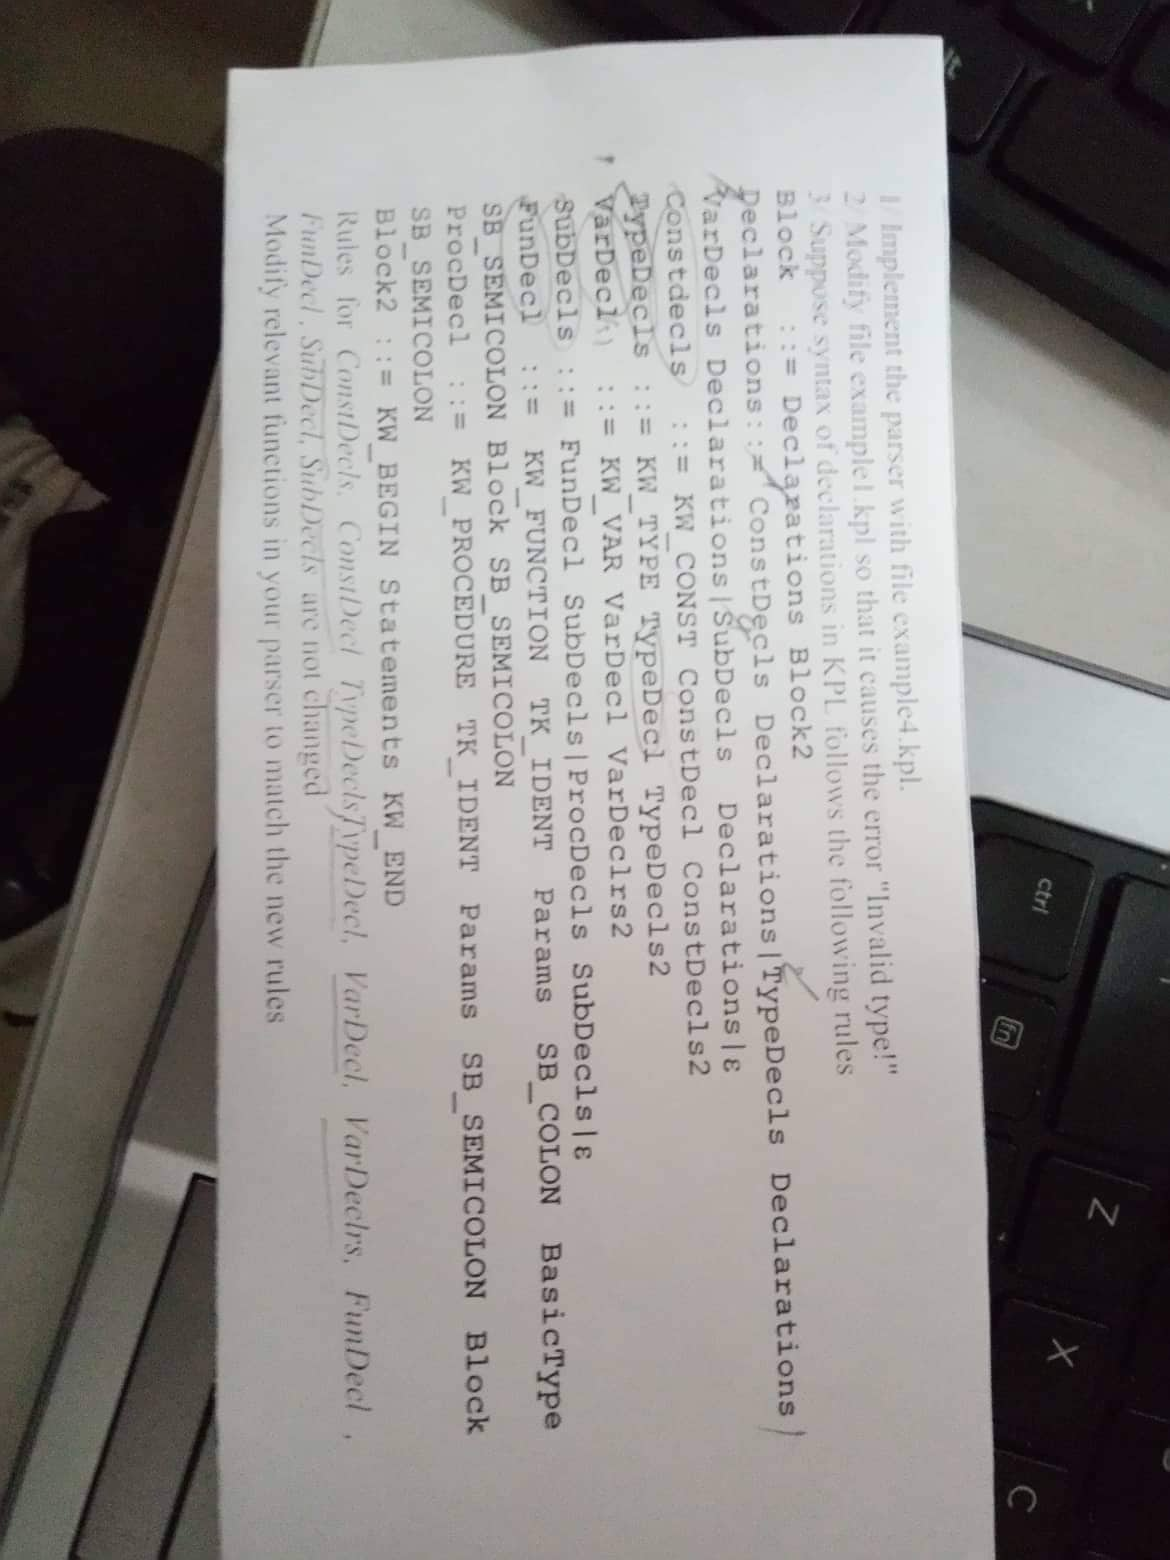 1/ Implement the parser with file example4.kpl.
2/ Modify file example1.kpl so that it causes the error "Invalid type!"
3/ Suppose syntax of declarations in KPL follows the following rules
Block ::= Declarations Block2
Declarations::= ConstDecls Declarations|TypeDecls Declarations|
VarDecls Declarations|SubDecls Declarations|ε
Constdecls ::= KW_CONST ConstDecl ConstDecls2
TypeDecls ::= KW_TYPE TypeDecl TypeDecls2
VarDecl(s) ::= KW_VAR VarDecl VarDeclrs2
SubDecls ::= FunDecl SubDecls|ProcDecls SubDecls|ε
FunDecl ::= KW_FUNCTION TK_IDENT Params SB_COLON BasicType
SB_SEMICOLON Block SB_SEMICOLON
ProcDecl ::= KW_PROCEDURE TK_IDENT Params SB_SEMICOLON Block
SB_SEMICOLON
Block2 ::= KW_BEGIN Statements KW_END
Rules for ConstDecls, ConstDecl TypeDeclsTypeDecl, VarDecl, VarDeclrs, FunDecl ,
FunDecl, SubDecl, SubDecls are not changed
Modify relevant functions in your parser to match the new rules
ctrl
fn
Z
X
C